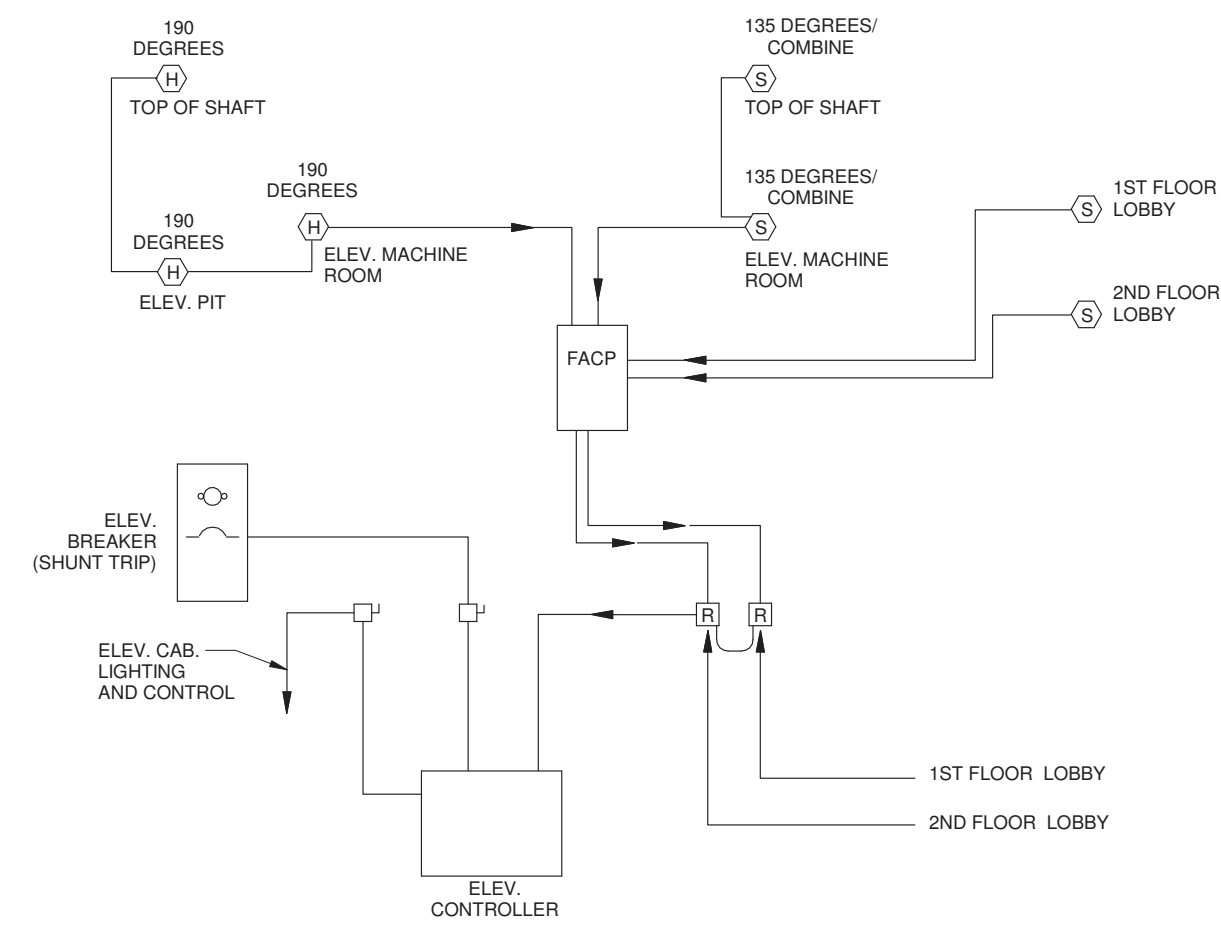 190
DEGREES
H
TOP OF SHAFT
135 DEGREES/
COMBINE
S
TOP OF SHAFT
190
DEGREES
H
ELEV. MACHINE
ROOM
190
DEGREES
H
ELEV. PIT
135 DEGREES/
COMBINE
S
ELEV. MACHINE
ROOM
S
1ST FLOOR
LOBBY
S
2ND FLOOR
LOBBY
FACP
ELEV.
BREAKER
(SHUNT TRIP)
R
R
ELEV. CAB.
LIGHTING
AND CONTROL
1ST FLOOR LOBBY
2ND FLOOR LOBBY
ELEV.
CONTROLLER